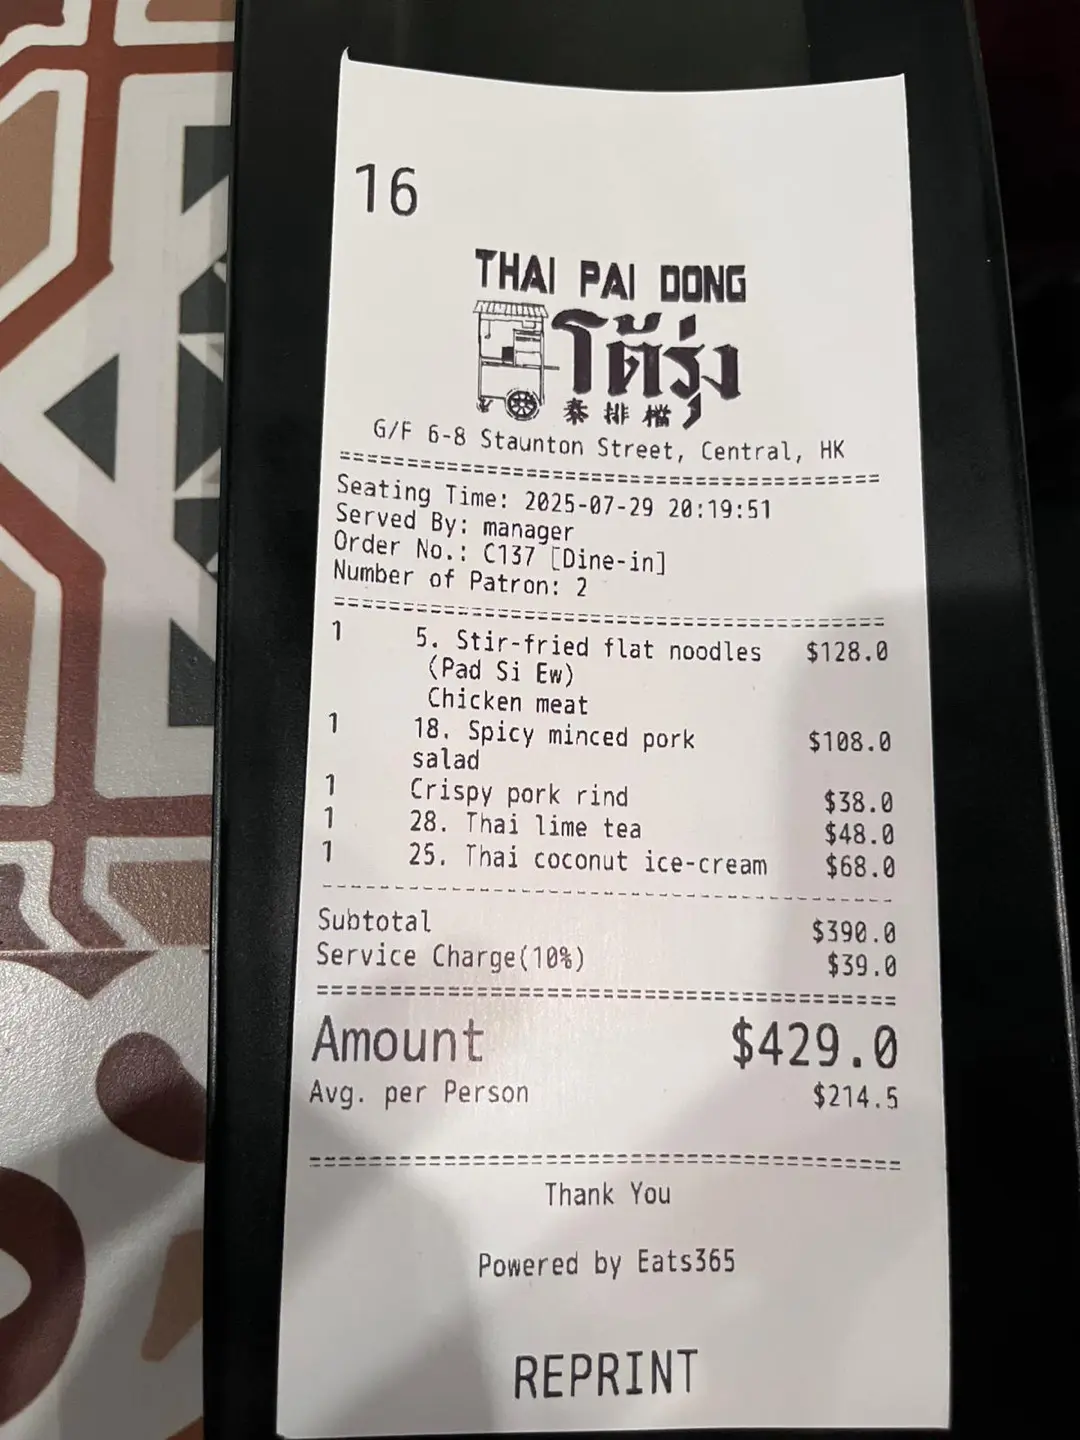 16
THAI PAI DONG
โต้รุ่ง
泰排檔
G/F 6-8 Staunton Street, Central, HK
========================================
Seating Time: 2025-07-29 20:19:51
Served By: manager
Order No.: C137 [Dine-in]
Number of Patron: 2
========================================
1 5. Stir-fried flat noodles $128.0
(Pad Si Ew)
Chicken meat
1 18. Spicy minced pork $108.0
salad
1 Crispy pork rind $38.0
1 28. Thai lime tea $48.0
1 25. Thai coconut ice-cream $68.0
----------------------------------------
Subtotal $390.0
Service Charge(10%) $39.0
========================================
Amount $429.0
Avg. per Person $214.5
========================================
Thank You
Powered by Eats365
REPRINT